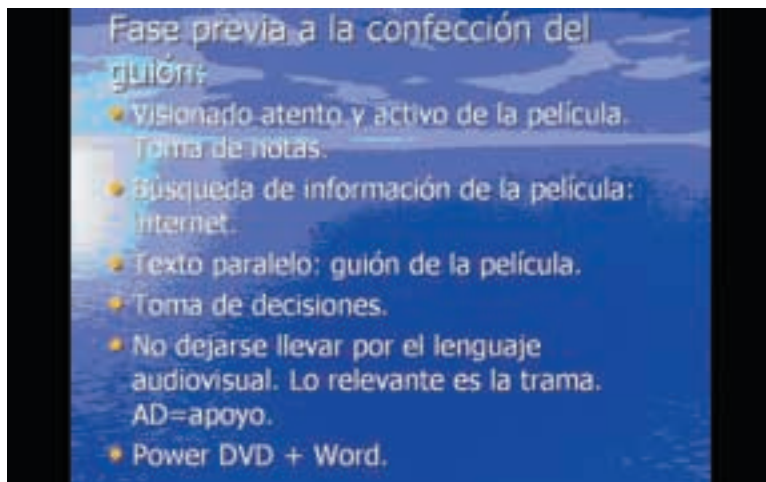 Fase previa a la confección del
guión:
Visionado atento y activo de la película.
Toma de notas.
Búsqueda de información de la película:
Internet.
Texto paralelo: guión de la película.
Toma de decisiones.
No dejarse llevar por el lenguaje
audiovisual. Lo relevante es la trama.
AD=apoyo.
Power DVD + Word.